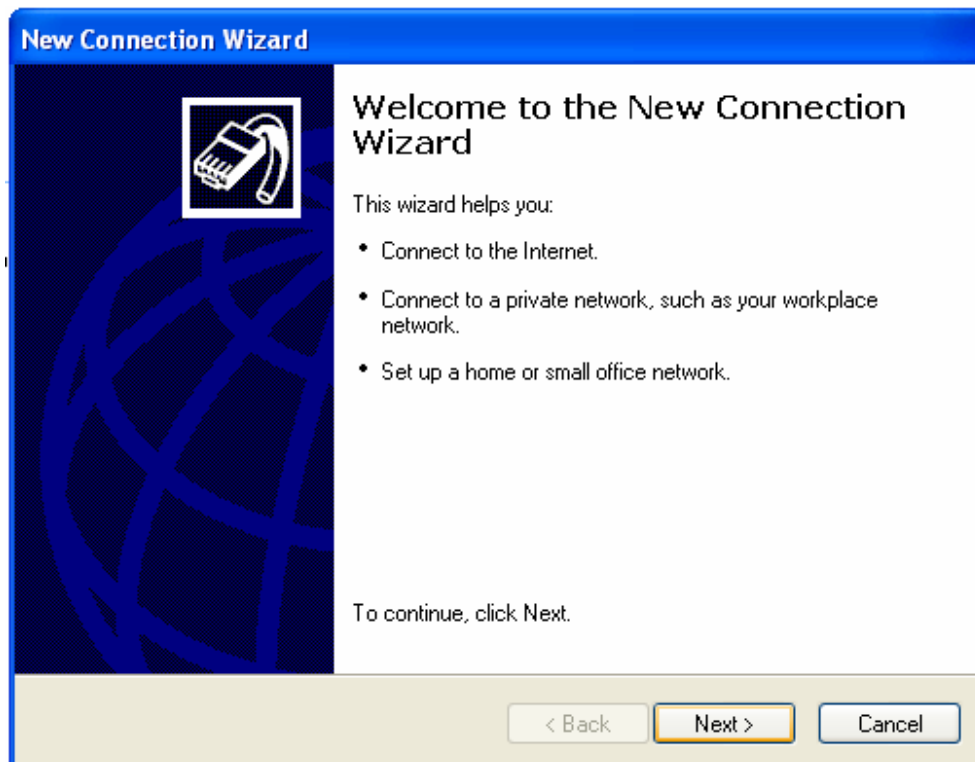 New Connection Wizard
Welcome to the New Connection
Wizard
This wizard helps you:
• Connect to the Internet.
• Connect to a private network, such as your workplace
network.
• Set up a home or small office network.
To continue, click Next.
< Back
Next >
Cancel